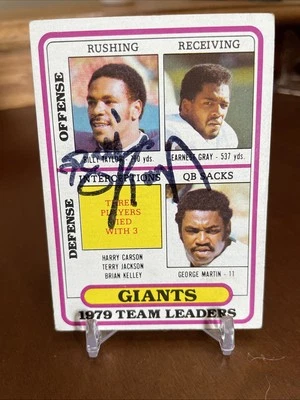 RUSHING RECEIVING
OFFENSE
BILLY TAYLOR - 700 yds. EARNEST GRAY - 537 yds.
DEFENSE
INTERCEPTIONS QB SACKS
THREE
PLAYERS
TIED
WITH 3
HARRY CARSON
TERRY JACKSON
BRIAN KELLEY
GEORGE MARTIN - 11
GIANTS
1979 TEAM LEADERS